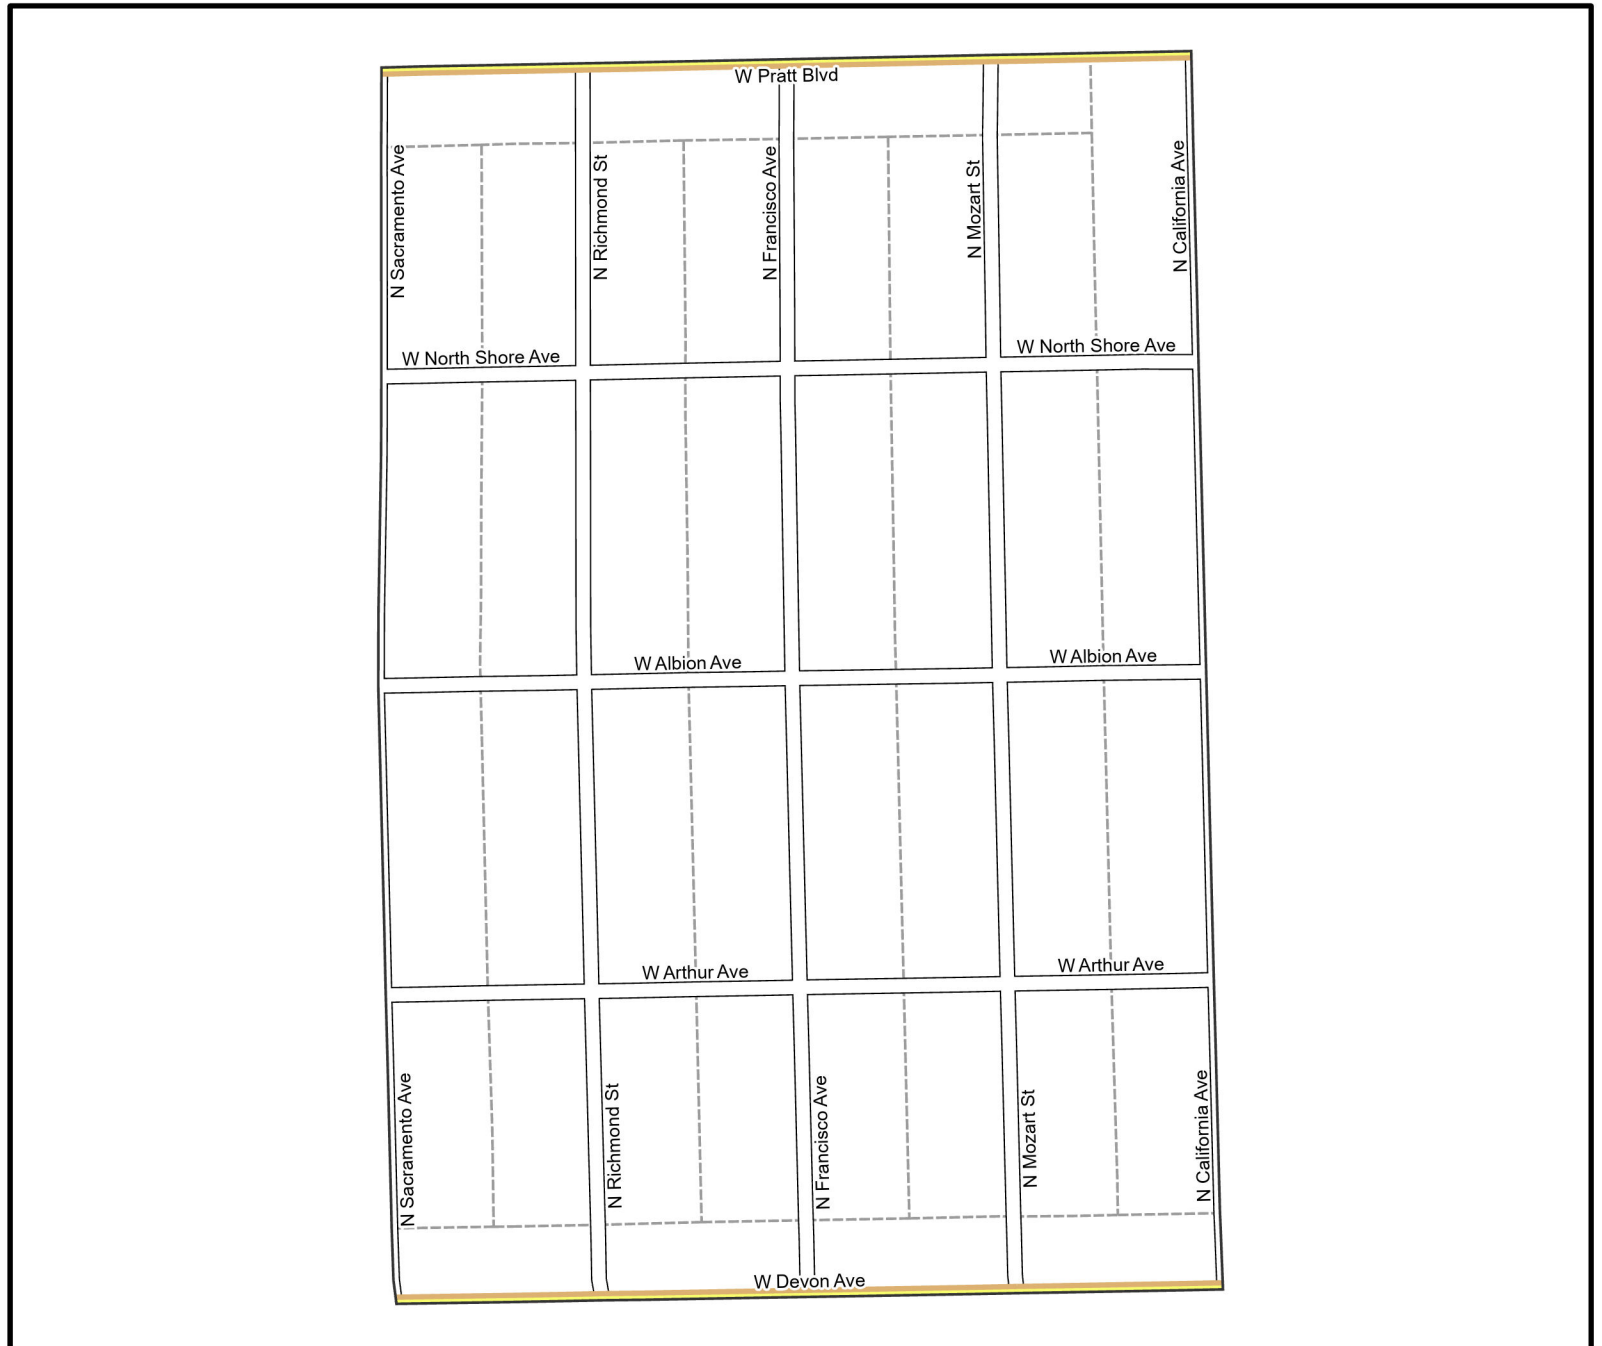 W Pratt Blvd
N Sacramento Ave
N Richmond St
N Francisco Ave
N Mozart St
N California Ave
W North Shore Ave
W North Shore Ave
W Albion Ave
W Albion Ave
W Arthur Ave
W Arthur Ave
N Sacramento Ave
N Richmond St
N Francisco Ave
N Mozart St
N California Ave
W Devon Ave